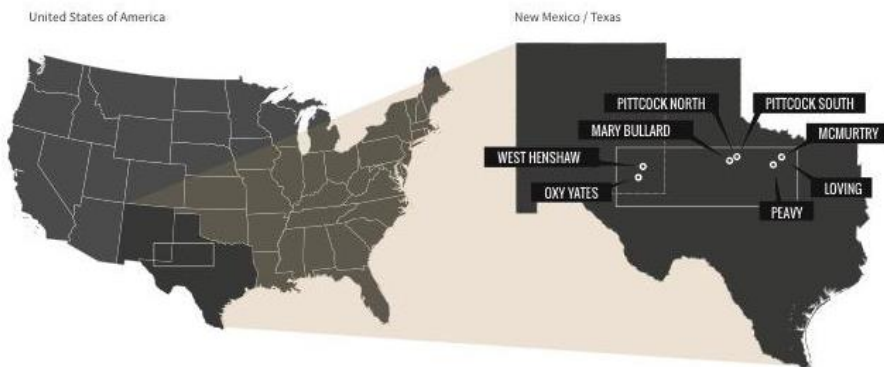 United States of America
New Mexico / Texas
PITTCOCK NORTH
PITTCOCK SOUTH
MARY BULLARD
MCMURTRY
WEST HENSHAW
OXY YATES
LOVING
PEAVY